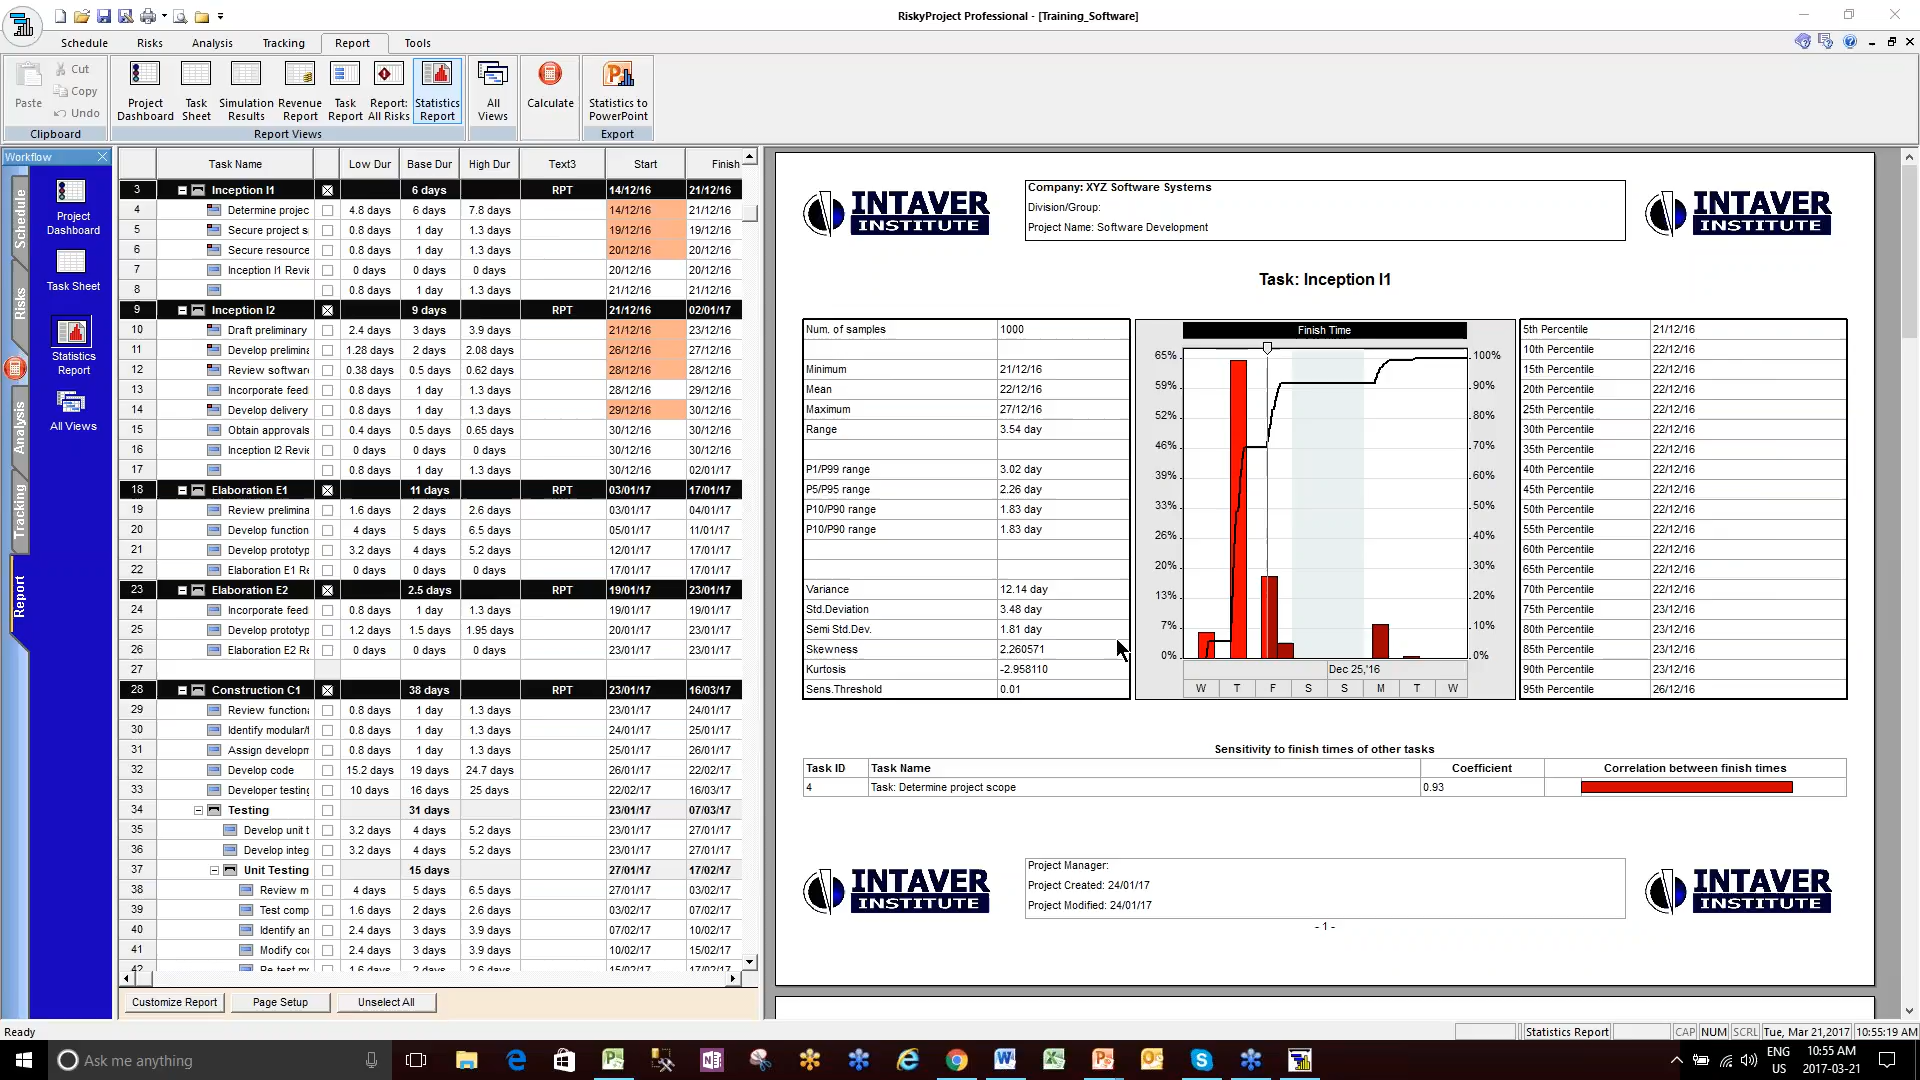 RiskyProject Professional - [Training_Software]
Schedule Risks Analysis Tracking Report Tools
Paste Cut Copy Undo
Clipboard
Project Dashboard
Task Sheet
Simulation Results
Revenue Report
Task Report
Report: All Risks
Statistics Report
Report Views
All Views
Calculate
Statistics to PowerPoint
Export
Workflow
Schedule
Risks
Analysis
Tracking
Report
Project Dashboard
Task Sheet
Statistics Report
All Views
Task Name Low Dur Base Dur High Dur Text3 Start Finish
3 Inception I1 6 days RPT 14/12/16 21/12/16
4 Determine projec 4.8 days 6 days 7.8 days 14/12/16 21/12/16
5 Secure project s 0.8 days 1 day 1.3 days 19/12/16 19/12/16
6 Secure resource 0.8 days 1 day 1.3 days 20/12/16 20/12/16
7 Inception I1 Revie 0 days 0 days 0 days 20/12/16 20/12/16
8 0.8 days 1 day 1.3 days 21/12/16 21/12/16
9 Inception I2 9 days RPT 21/12/16 02/01/17
10 Draft preliminary 2.4 days 3 days 3.9 days 21/12/16 23/12/16
11 Develop prelimina 1.28 days 2 days 2.08 days 26/12/16 27/12/16
12 Review software 0.38 days 0.5 days 0.62 days 28/12/16 28/12/16
13 Incorporate feed 0.8 days 1 day 1.3 days 28/12/16 29/12/16
14 Develop delivery 0.8 days 1 day 1.3 days 29/12/16 30/12/16
15 Obtain approvals 0.4 days 0.5 days 0.65 days 30/12/16 30/12/16
16 Inception I2 Revie 0 days 0 days 0 days 30/12/16 30/12/16
17 0.8 days 1 day 1.3 days 30/12/16 02/01/17
18 Elaboration E1 11 days RPT 03/01/17 17/01/17
19 Review prelimina 1.6 days 2 days 2.6 days 03/01/17 04/01/17
20 Develop function 4 days 5 days 6.5 days 05/01/17 11/01/17
21 Develop prototyp 3.2 days 4 days 5.2 days 12/01/17 17/01/17
22 Elaboration E1 Re 0 days 0 days 0 days 17/01/17 17/01/17
23 Elaboration E2 2.5 days RPT 19/01/17 23/01/17
24 Incorporate feed 0.8 days 1 day 1.3 days 19/01/17 19/01/17
25 Develop prototyp 1.2 days 1.5 days 1.95 days 20/01/17 23/01/17
26 Elaboration E2 Re 0 days 0 days 0 days 23/01/17 23/01/17
27
28 Construction C1 38 days RPT 23/01/17 16/03/17
29 Review functiona 0.8 days 1 day 1.3 days 23/01/17 24/01/17
30 Identify modular/t 0.8 days 1 day 1.3 days 24/01/17 25/01/17
31 Assign developm 0.8 days 1 day 1.3 days 25/01/17 26/01/17
32 Develop code 15.2 days 19 days 24.7 days 26/01/17 22/02/17
33 Developer testing 10 days 16 days 25 days 22/02/17 16/03/17
34 Testing 31 days 23/01/17 07/03/17
35 Develop unit t 3.2 days 4 days 5.2 days 23/01/17 27/01/17
36 Develop integ 3.2 days 4 days 5.2 days 23/01/17 27/01/17
37 Unit Testing 15 days 27/01/17 17/02/17
38 Review m 4 days 5 days 6.5 days 27/01/17 03/02/17
39 Test comp 1.6 days 2 days 2.6 days 03/02/17 07/02/17
40 Identify an 2.4 days 3 days 3.9 days 07/02/17 10/02/17
41 Modify coi 2.4 days 3 days 3.9 days 10/02/17 15/02/17
42 Re-test mo 1.6 days 2 days 2.6 days 15/02/17 17/02/17
Customize Report Page Setup Unselect All
INTAVER INSTITUTE
Company: XYZ Software Systems
Division/Group:
Project Name: Software Development
INTAVER INSTITUTE
Task: Inception I1
Num. of samples 1000
Minimum 21/12/16
Mean 22/12/16
Maximum 27/12/16
Range 3.54 day
P1/P99 range 3.02 day
P5/P95 range 2.26 day
P10/P90 range 1.83 day
P10/P90 range 1.83 day
Variance 12.14 day
Std.Deviation 3.48 day
Semi Std.Dev. 1.81 day
Skewness 2.260571
Kurtosis -2.958110
Sens.Threshold 0.01
Finish Time
65% 100%
59% 90%
52% 80%
46% 70%
39% 60%
33% 50%
26% 40%
20% 30%
13% 20%
7% 10%
0% 0%
Dec 25,'16
W T F S S M T W
5th Percentile 21/12/16
10th Percentile 22/12/16
15th Percentile 22/12/16
20th Percentile 22/12/16
25th Percentile 22/12/16
30th Percentile 22/12/16
35th Percentile 22/12/16
40th Percentile 22/12/16
45th Percentile 22/12/16
50th Percentile 22/12/16
55th Percentile 22/12/16
60th Percentile 22/12/16
65th Percentile 22/12/16
70th Percentile 22/12/16
75th Percentile 23/12/16
80th Percentile 23/12/16
85th Percentile 23/12/16
90th Percentile 23/12/16
95th Percentile 26/12/16
Sensitivity to finish times of other tasks
Task ID Task Name Coefficient Correlation between finish times
4 Task: Determine project scope 0.93
INTAVER INSTITUTE
Project Manager:
Project Created: 24/01/17
Project Modified: 24/01/17
INTAVER INSTITUTE
- 1 -
Ready Statistics Report CAP NUM SCRL Tue, Mar 21,2017 10:55:19 AM
Ask me anything
ENG US
10:55 AM
2017-03-21